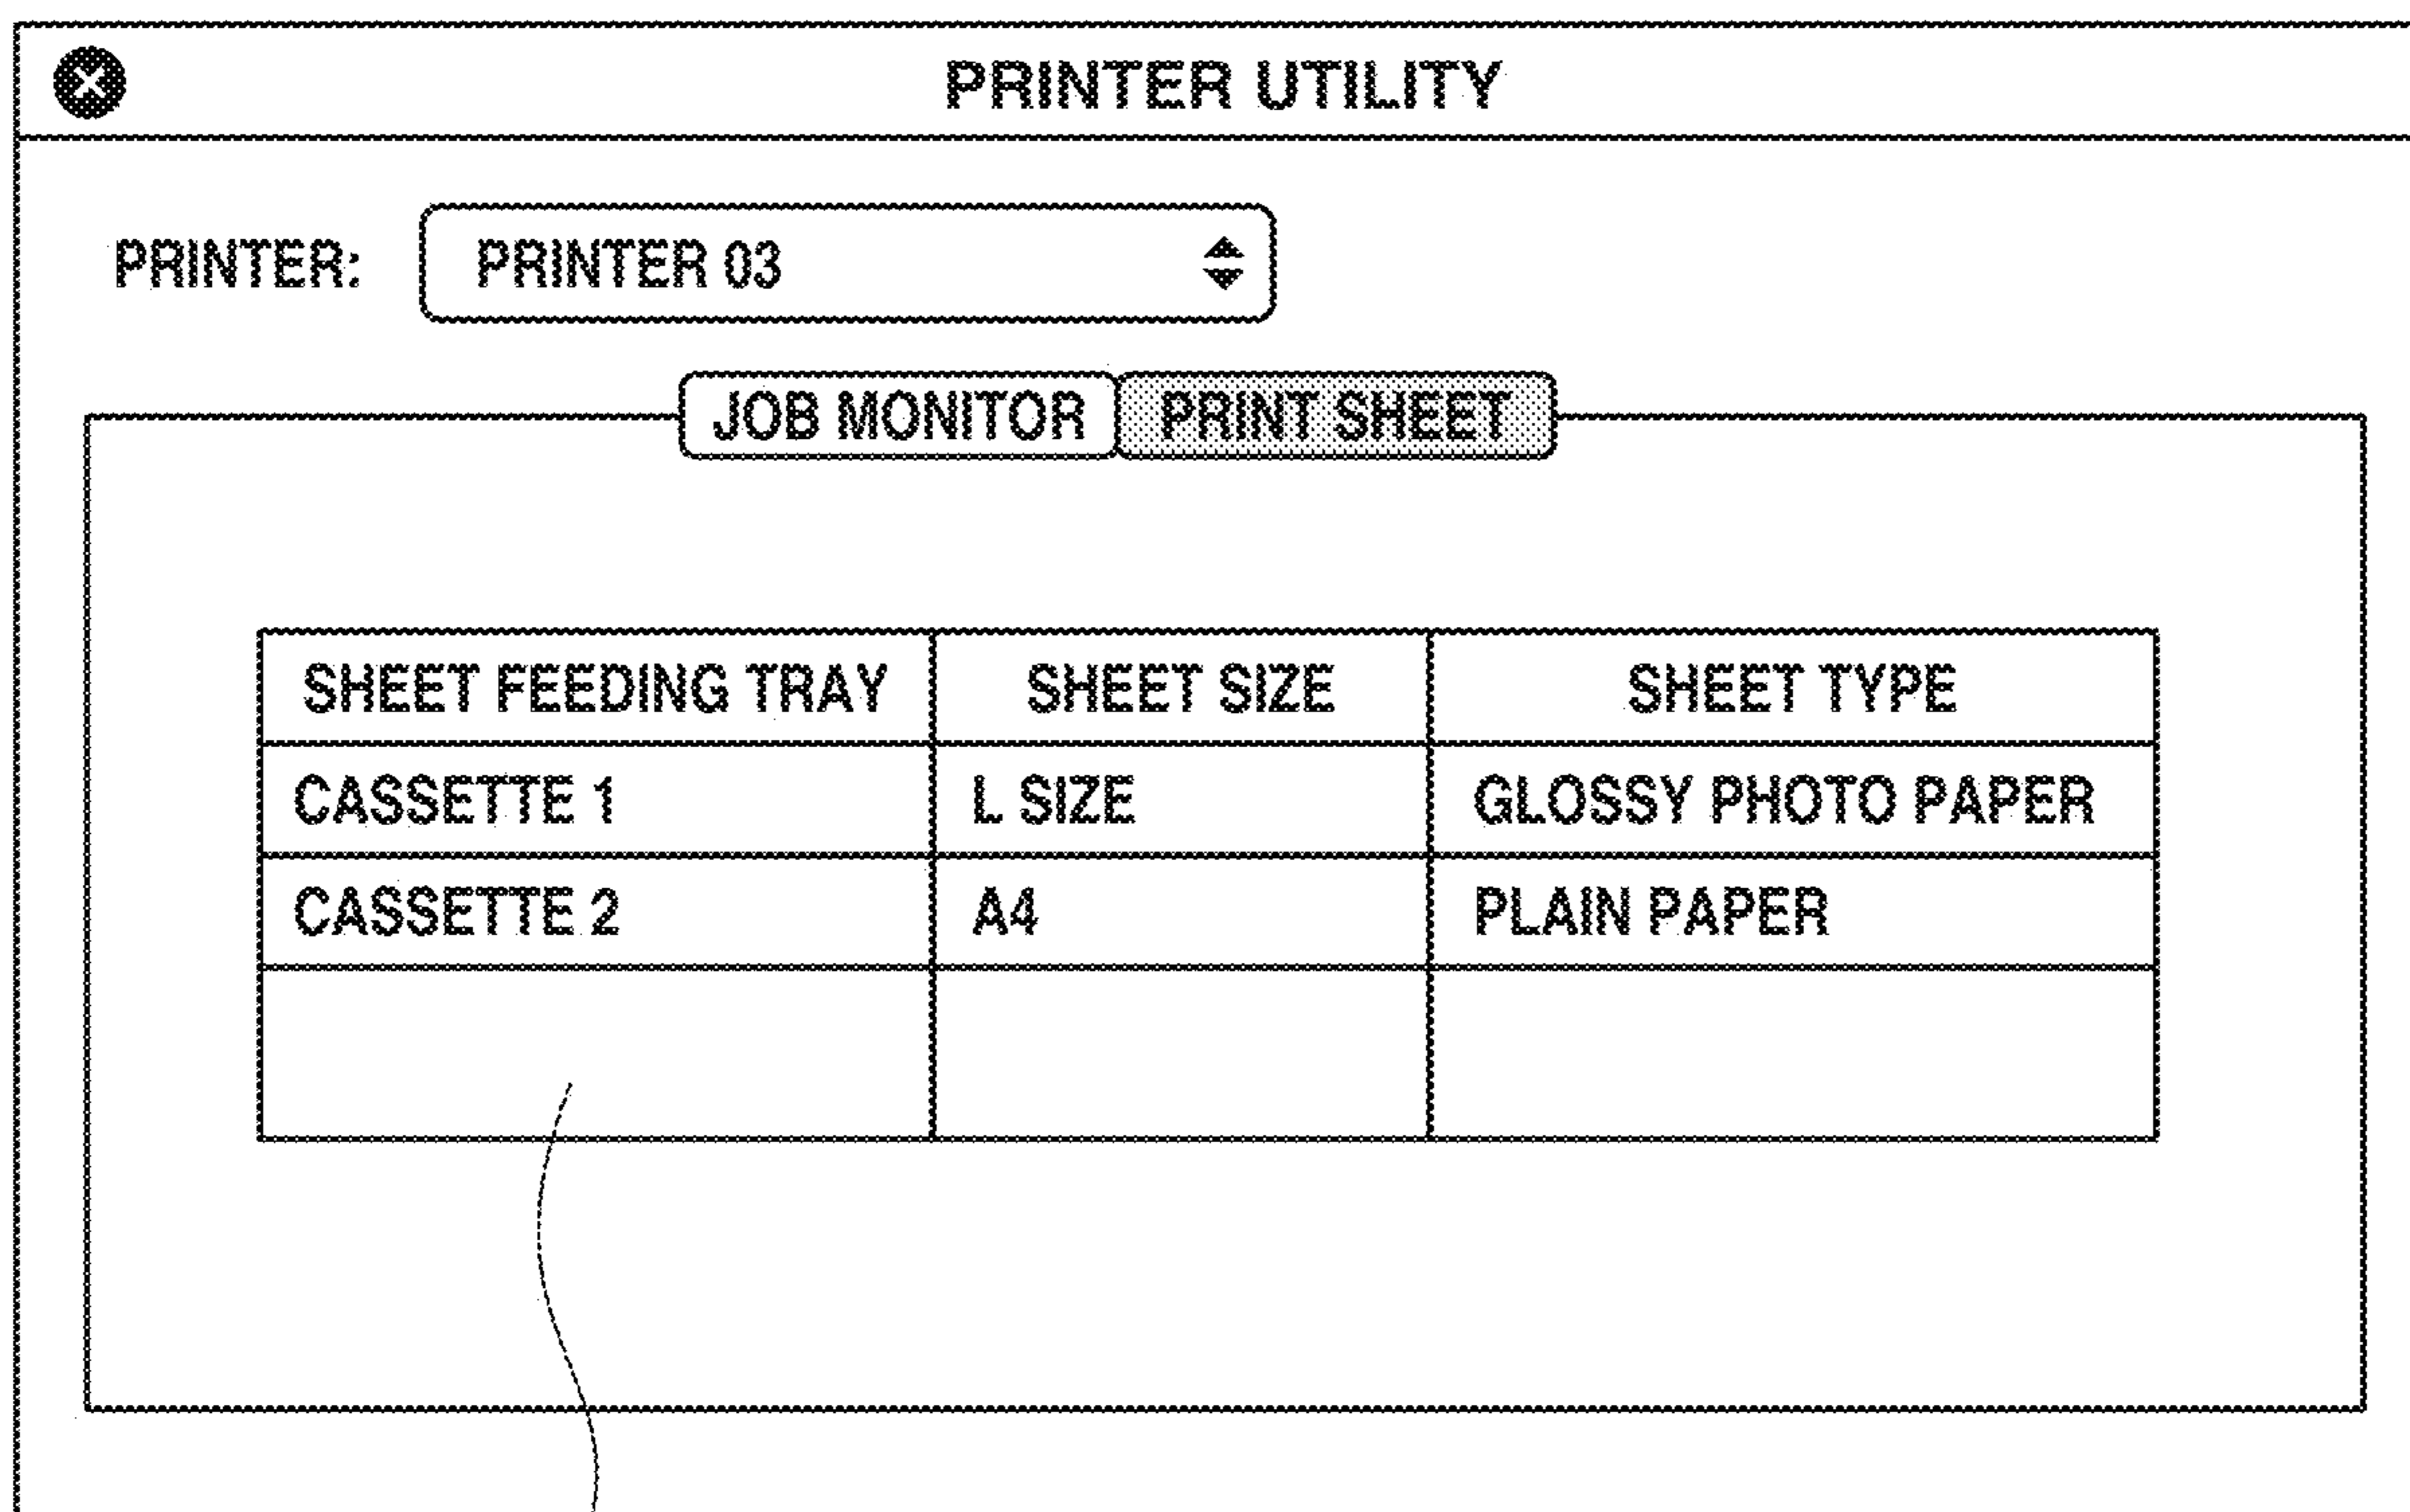 PRINTER UTILITY
PRINTER: PRINTER 03
JOB MONITOR PRINT SHEET
SHEET FEEDING TRAY SHEET SIZE SHEET TYPE
CASSETTE 1 L SIZE GLOSSY PHOTO PAPER
CASSETTE 2 A4 PLAIN PAPER